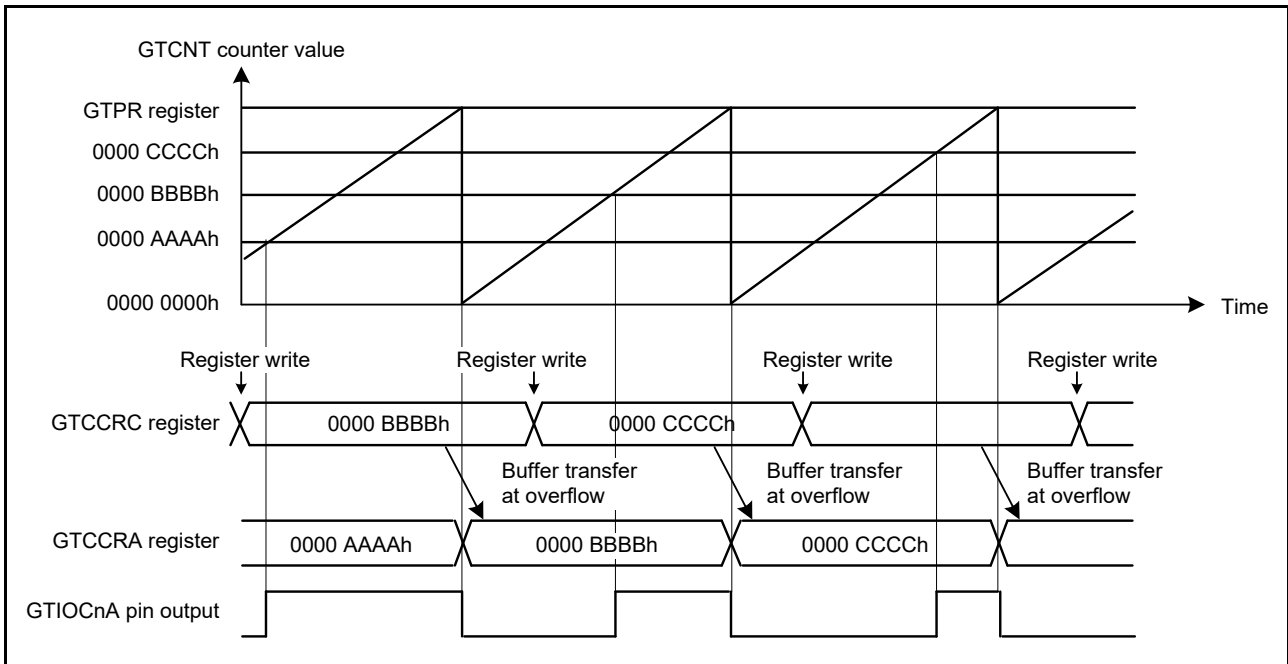 GTCNT counter value
GTPR register
0000 CCCCh
0000 BBBBh
0000 AAAAh
0000 0000h
Time
Register write
Register write
Register write
Register write
GTCCRC register
0000 BBBBh
0000 CCCCh
Buffer transfer
at overflow
Buffer transfer
at overflow
Buffer transfer
at overflow
GTCCRA register
0000 AAAAh
0000 BBBBh
0000 CCCCh
GTIOCnA pin output